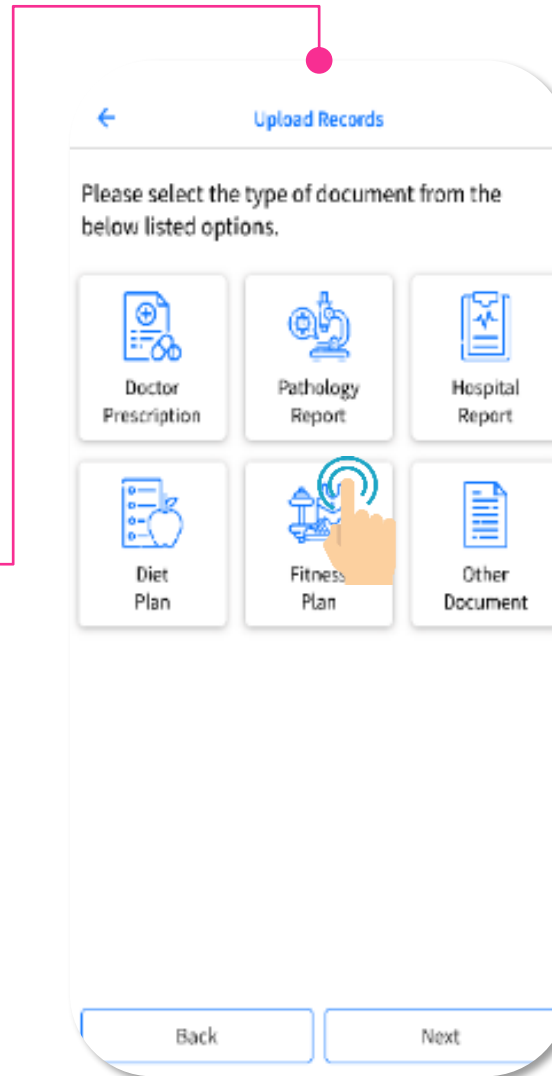 Upload Records
Please select the type of document from the
below listed options.
Doctor
Prescription
Pathology
Report
Hospital
Report
Diet
Plan
Fitness
Plan
Other
Document
Back
Next